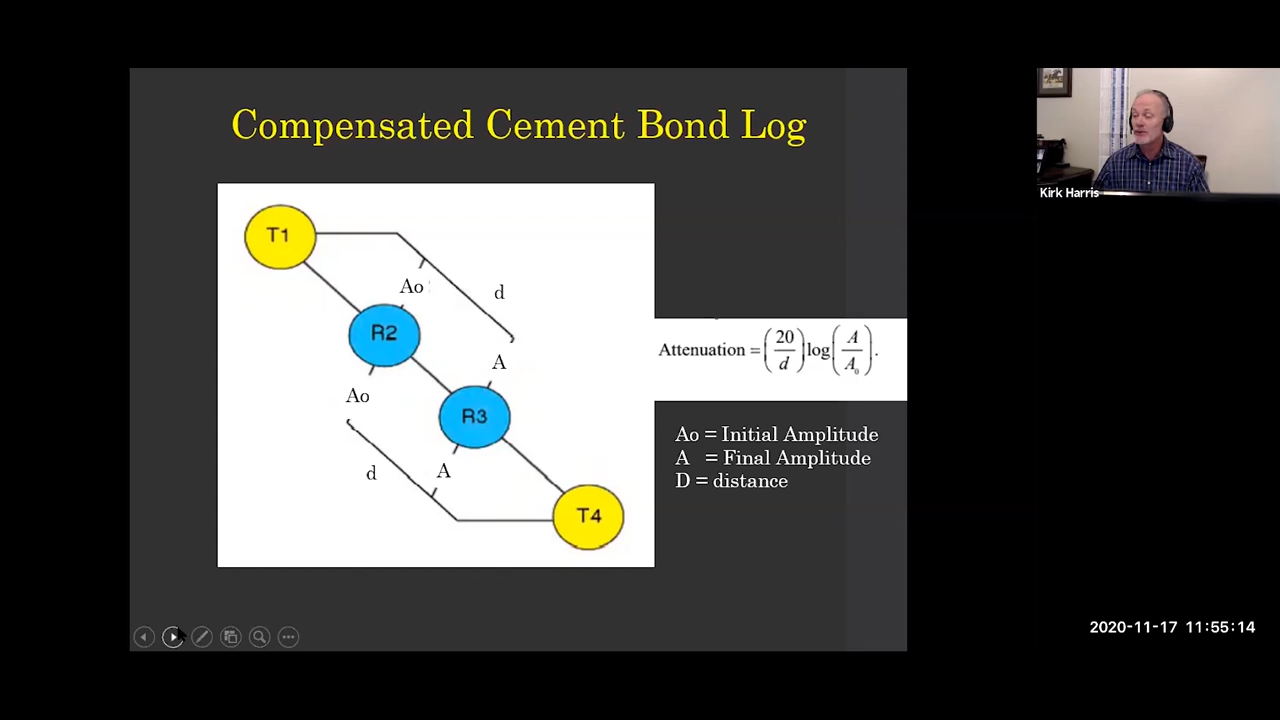 Compensated Cement Bond Log
T1
Ao
d
R2
A
Ao
R3
d
A
T4
Attenuation = (20/d) log(A/A₀).
Ao = Initial Amplitude
A = Final Amplitude
D = distance
Kirk Harris
2020-11-17 11:55:14